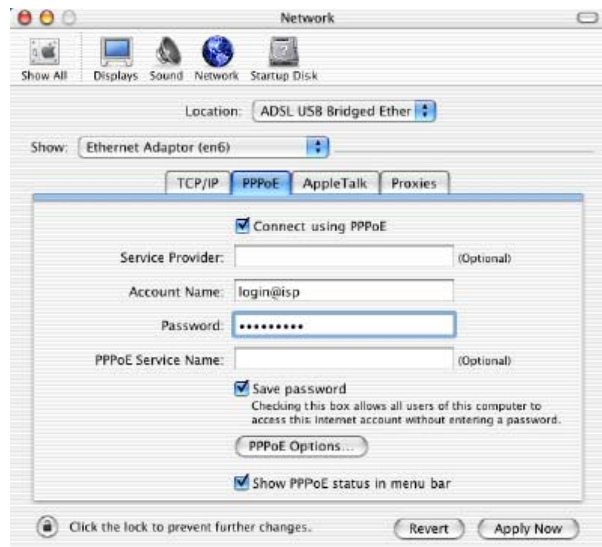 Network
Show All Displays Sound Network Startup Disk
Location: ADSL USB Bridged Ether
Show: Ethernet Adaptor (en6)
TCP/IP PPPoE AppleTalk Proxies
Connect using PPPoE
Service Provider: (Optional)
Account Name: login@isp
Password: •••••••••
PPPoE Service Name: (Optional)
Save password
Checking this box allows all users of this computer to
access this Internet account without entering a password.
PPPoE Options...
Show PPPoE status in menu bar
Click the lock to prevent further changes. Revert Apply Now